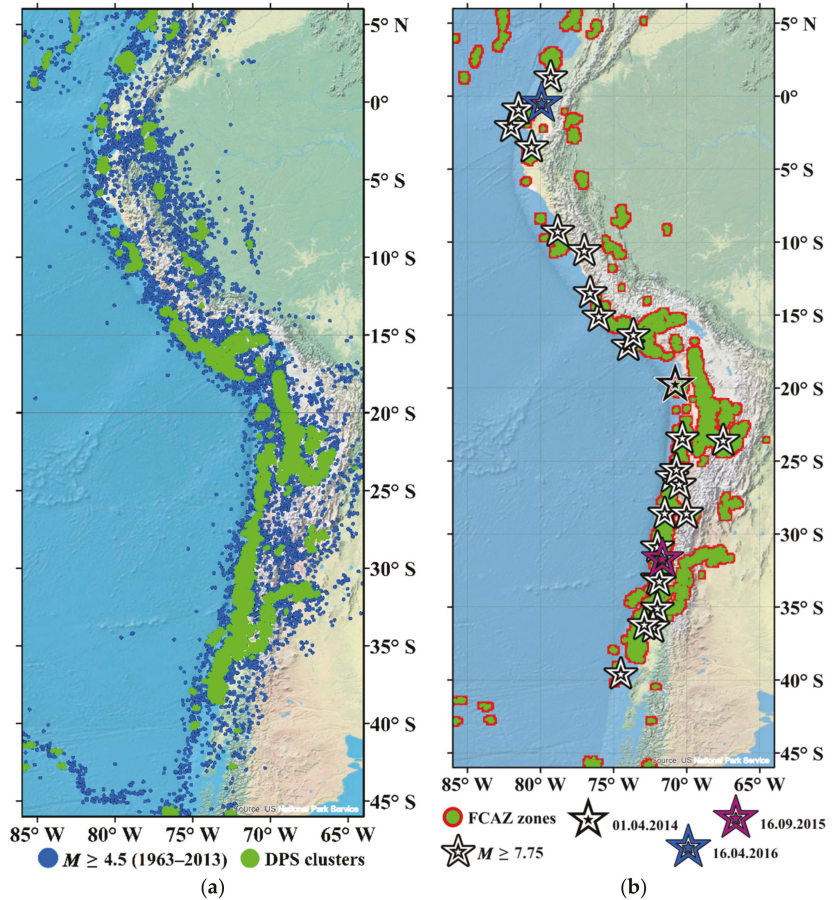 (a) (b)
5° N 5° N
0° 0°
5° S 5° S
10° S 10° S
15° S 15° S
20° S 20° S
25° S 25° S
30° S 30° S
35° S 35° S
40° S 40° S
45° S 45° S
Source: US National Park Service Source: US National Park Service
85° W 80° W 75° W 70° W 65° W 85° W 80° W 75° W 70° W 65° W
M ≥ 4.5 (1963–2013) DPS clusters
FCAZ zones 01.04.2014 16.09.2015
M ≥ 7.75 16.04.2016
(a) (b)